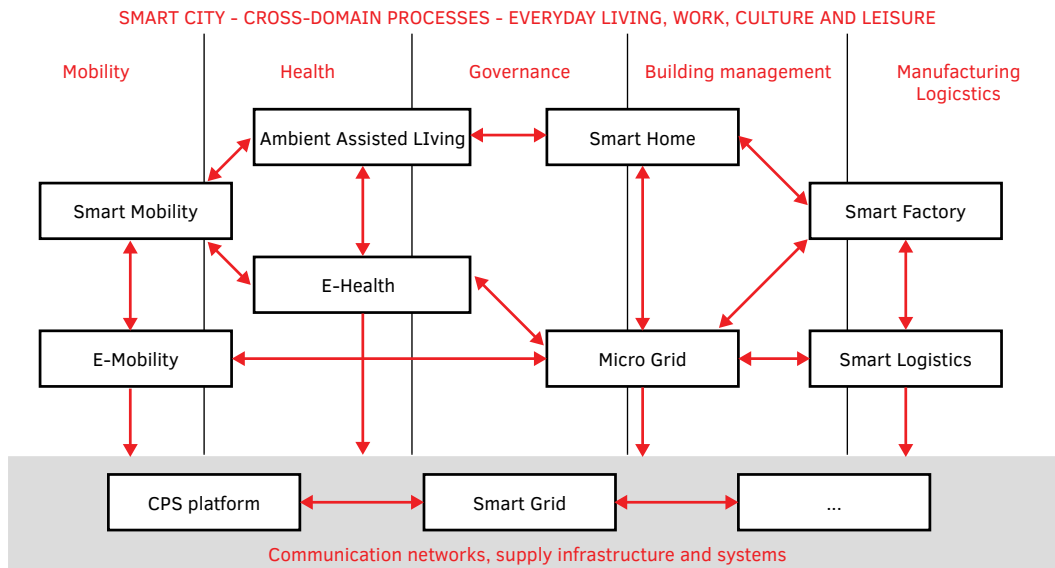 SMART CITY - CROSS-DOMAIN PROCESSES - EVERYDAY LIVING, WORK, CULTURE AND LEISURE
Mobility
Health
Governance
Building management
Manufacturing
Logicstics
Ambient Assisted LIving
Smart Home
Smart Mobility
Smart Factory
E-Health
E-Mobility
Micro Grid
Smart Logistics
CPS platform
Smart Grid
...
Communication networks, supply infrastructure and systems